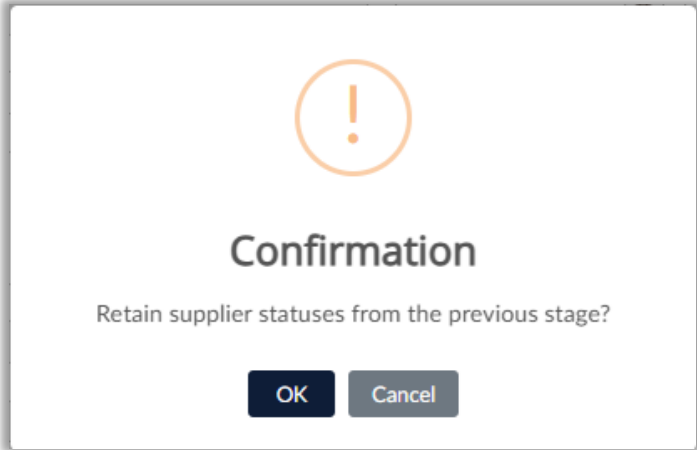 !
Confirmation
Retain supplier statuses from the previous stage?
OK
Cancel